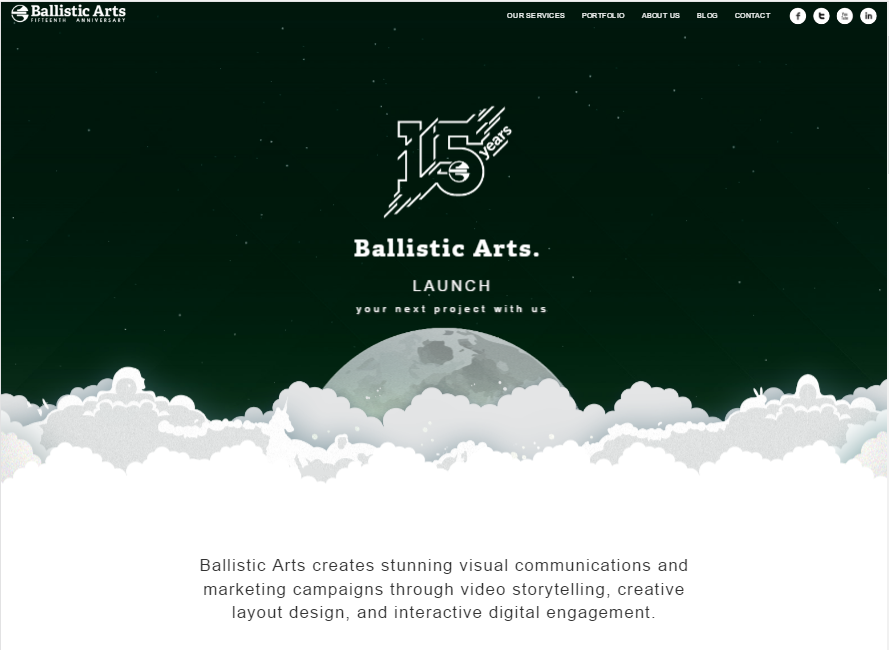 Ballistic Arts
FIFTEENTH ANNIVERSARY
OUR SERVICES PORTFOLIO ABOUT US BLOG CONTACT
15 years
Ballistic Arts.
LAUNCH
your next project with us
Ballistic Arts creates stunning visual communications and
marketing campaigns through video storytelling, creative
layout design, and interactive digital engagement.